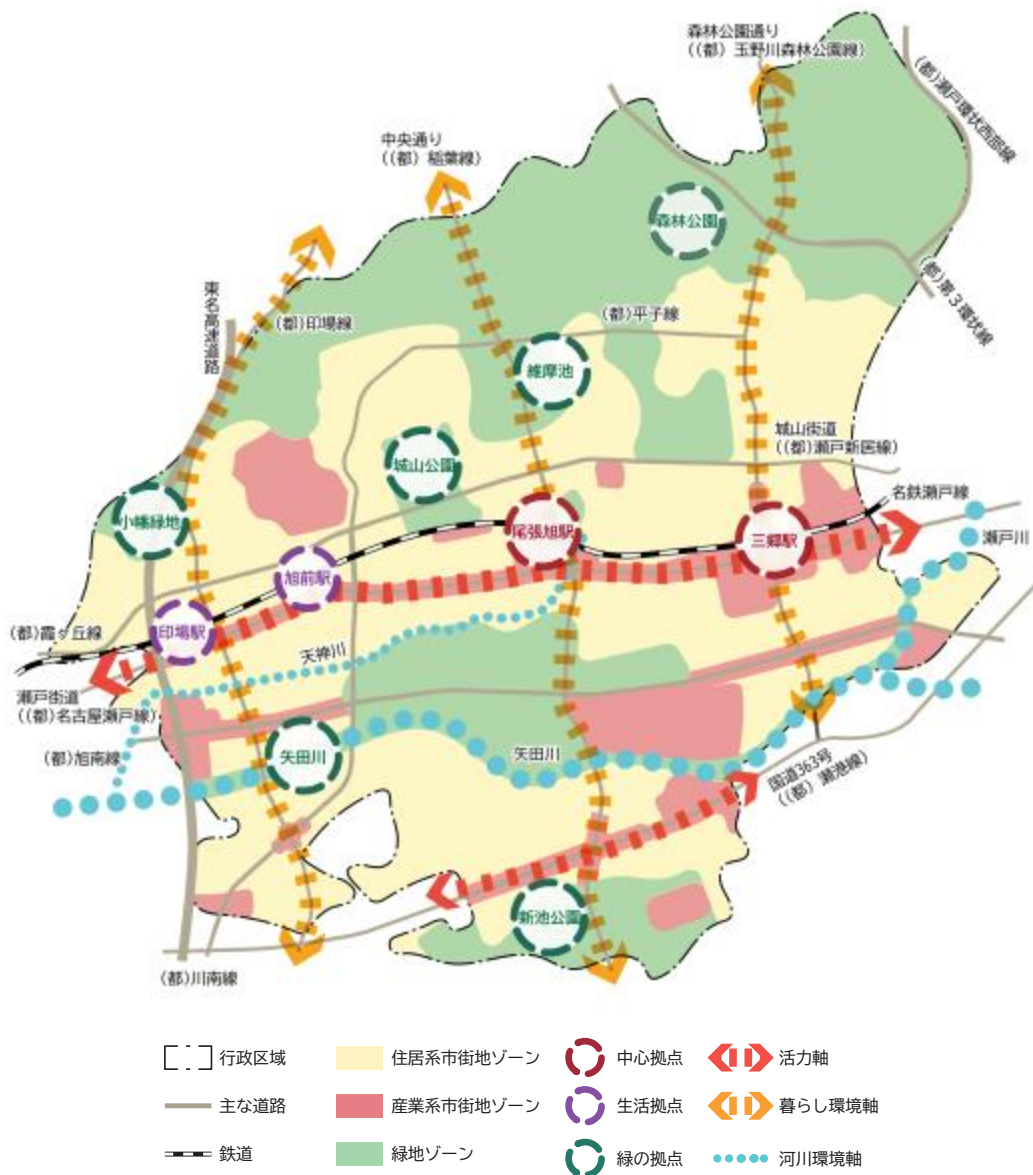 森林公園通り
((都) 玉野川森林公園線)
(都)瀬戸環状西部線
中央通り
((都) 稲葉線)
森林公園
東名高速道路
(都)印場線
(都)平子線
(都)第3環状線
維摩池
城山街道
((都)瀬戸新居線)
城山公園
名鉄瀬戸線
小幡緑地
尾張旭駅
三郷駅
瀬戸川
旭前駅
印場駅
(都)霞ヶ丘線
天神川
瀬戸街道
((都)名古屋瀬戸線)
(都)旭南線
矢田川
矢田川
国道363号
((都) 瀬港線)
新池公園
(都)川南線
行政区域
住居系市街地ゾーン
中心拠点
活力軸
主な道路
産業系市街地ゾーン
生活拠点
暮らし環境軸
鉄道
緑地ゾーン
緑の拠点
河川環境軸